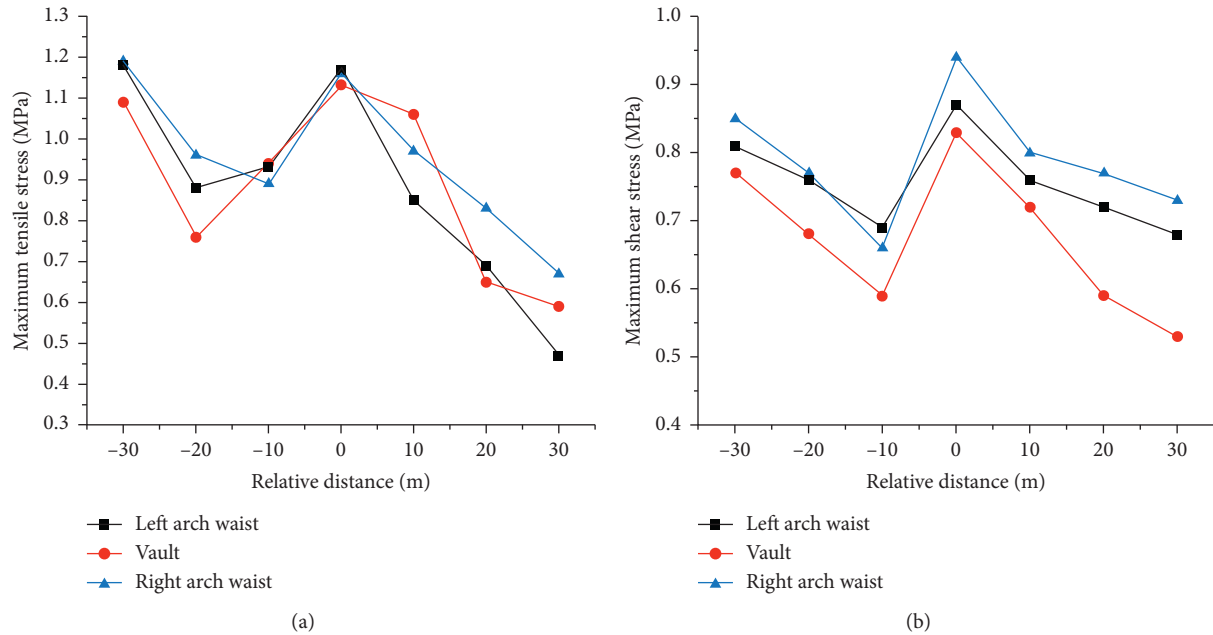 1.3
1.2
1.1
1.0
0.9
0.8
0.7
0.6
0.5
0.4
0.3
Maximum tensile stress (MPa)
–30 –20 –10 0 10 20 30
Relative distance (m)
Left arch waist
Vault
Right arch waist
(a)
1.0
0.9
0.8
0.7
0.6
0.5
0.4
Maximum shear stress (MPa)
–30 –20 –10 0 10 20 30
Relative distance (m)
Left arch waist
Vault
Right arch waist
(b)